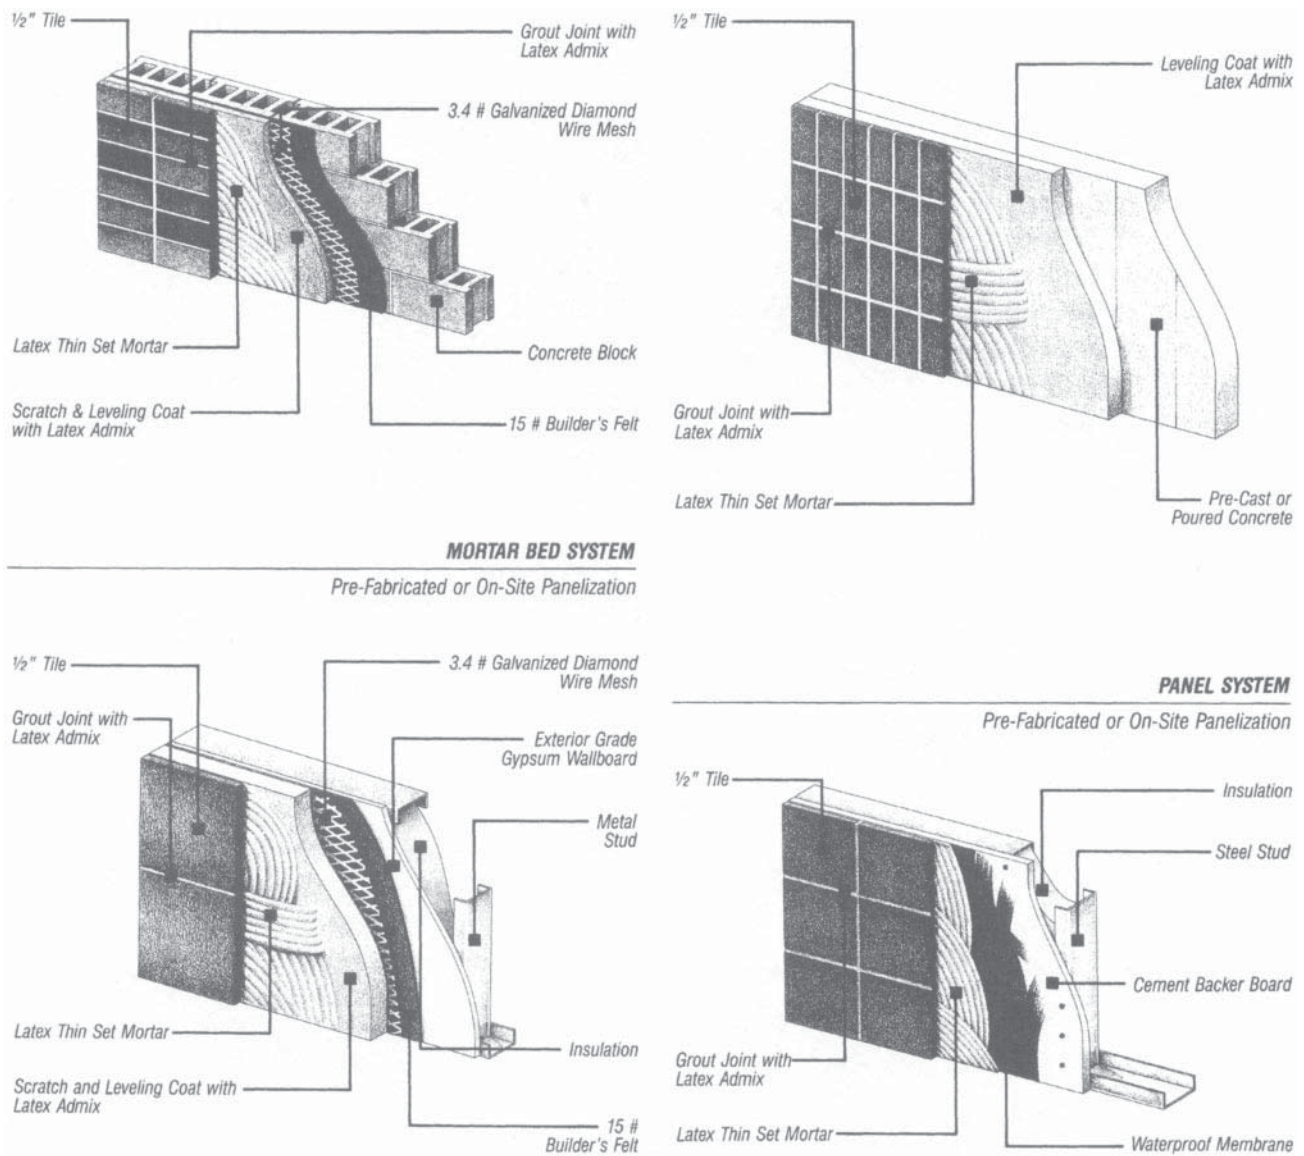 ½" Tile
Grout Joint with
Latex Admix
3.4 # Galvanized Diamond
Wire Mesh
Latex Thin Set Mortar
Concrete Block
Scratch & Leveling Coat
with Latex Admix
15 # Builder's Felt
½" Tile
Leveling Coat with
Latex Admix
Grout Joint with
Latex Admix
Latex Thin Set Mortar
Pre-Cast or
Poured Concrete
MORTAR BED SYSTEM
Pre-Fabricated or On-Site Panelization
½" Tile
3.4 # Galvanized Diamond
Wire Mesh
Grout Joint with
Latex Admix
Exterior Grade
Gypsum Wallboard
Metal
Stud
Latex Thin Set Mortar
Insulation
Scratch and Leveling Coat with
Latex Admix
15 #
Builder's Felt
PANEL SYSTEM
Pre-Fabricated or On-Site Panelization
½" Tile
Insulation
Steel Stud
Cement Backer Board
Grout Joint with
Latex Admix
Latex Thin Set Mortar
Waterproof Membrane